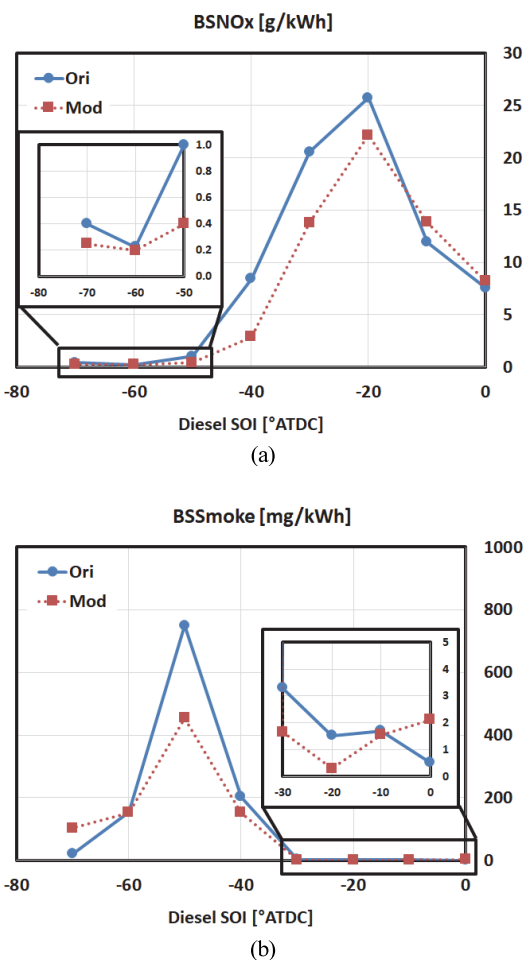 BSNOx [g/kWh]
Ori
Mod
30
25
20
15
10
5
0
1.0
0.8
0.6
0.4
0.2
0.0
-80 -70 -60 -50
-80 -60 -40 -20 0
Diesel SOI [°ATDC]
(a)
BSSmoke [mg/kWh]
Ori
Mod
1000
800
600
400
200
0
5
4
3
2
1
0
-30 -20 -10 0
-80 -60 -40 -20 0
Diesel SOI [°ATDC]
(b)